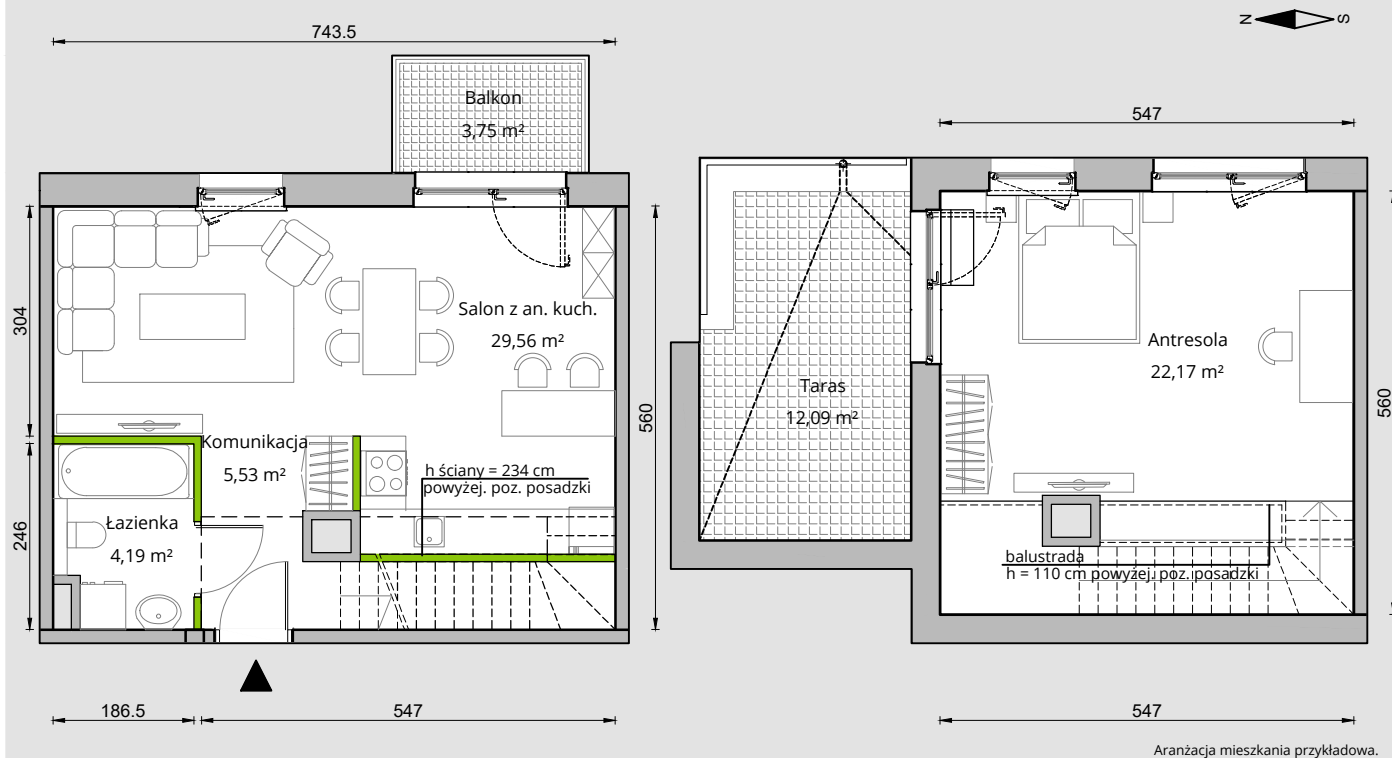 N S
743.5
Balkon
3,75 m²
547
304
Salon z an. kuch.
29,56 m²
Antresola
22,17 m²
Taras
12,09 m²
560
560
Komunikacja
5,53 m²
h ściany = 234 cm
powyżej. poz. posadzki
246
Łazienka
4,19 m²
balustrada
h = 110 cm powyżej. poz. posadzki
186.5
547
547
Aranżacja mieszkania przykładowa.